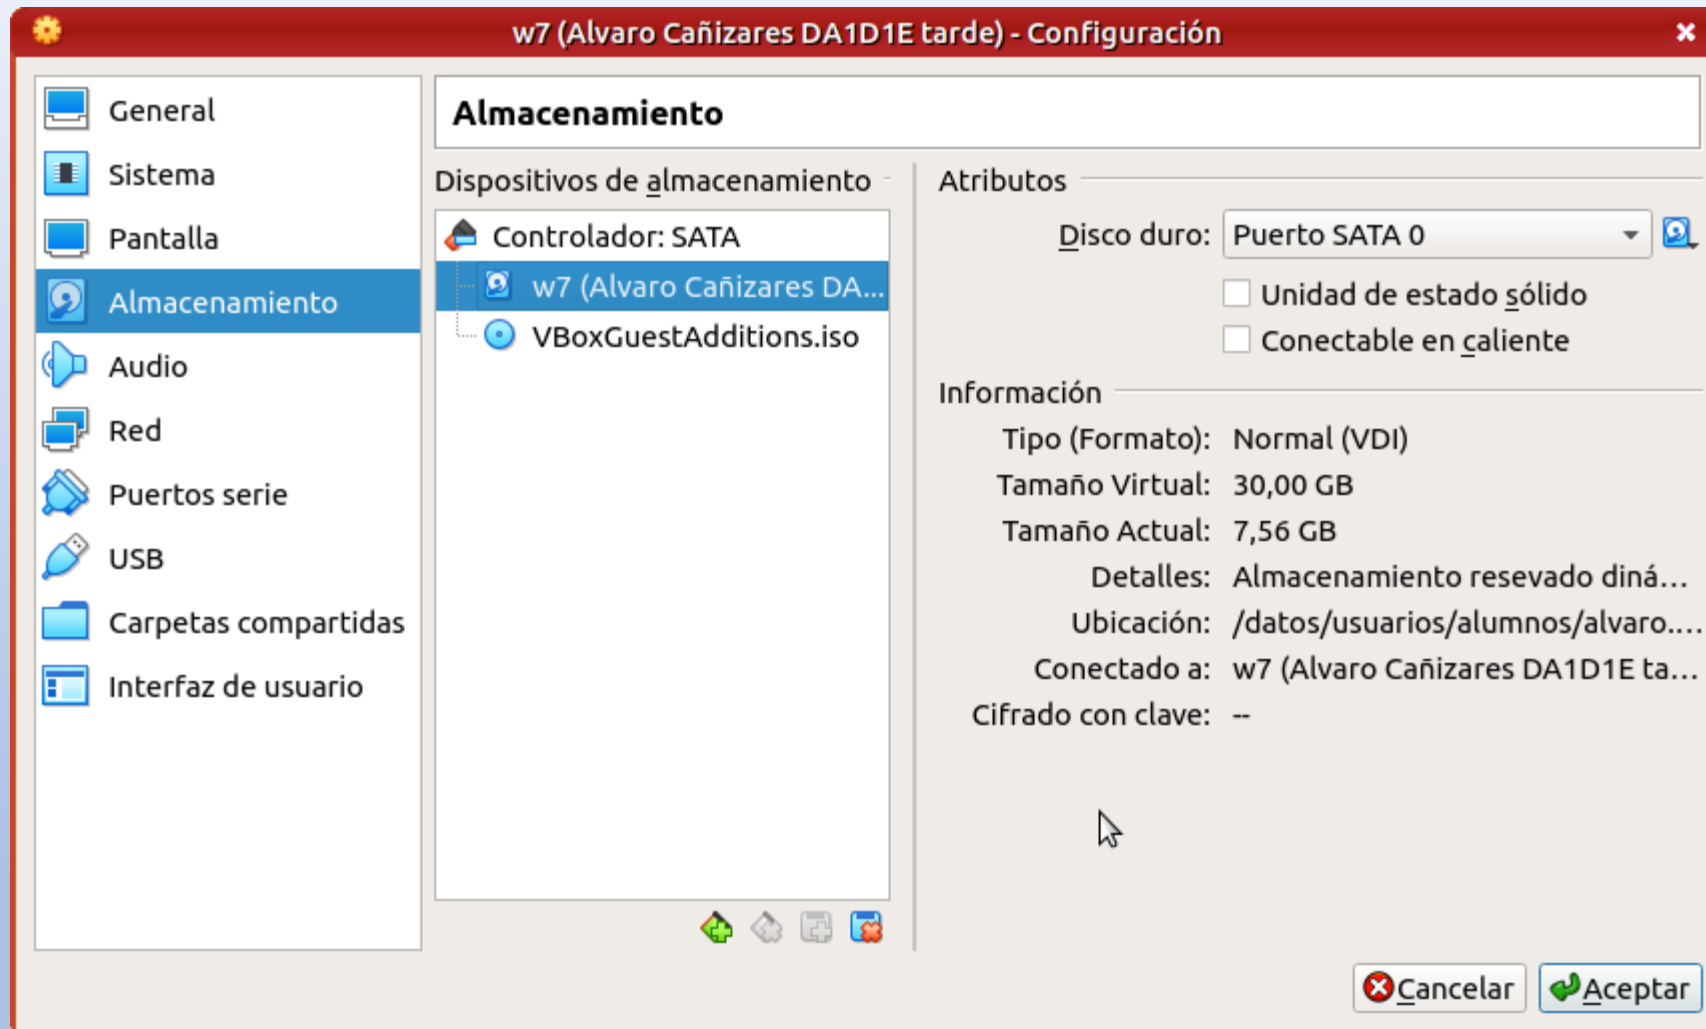 w7 (Alvaro Cañizares DA1D1E tarde) - Configuración
General
Sistema
Pantalla
Almacenamiento
Audio
Red
Puertos serie
USB
Carpetas compartidas
Interfaz de usuario
Almacenamiento
Dispositivos de almacenamiento
Controlador: SATA
w7 (Alvaro Cañizares DA...
VBoxGuestAdditions.iso
Atributos
Disco duro: Puerto SATA 0
Unidad de estado sólido
Conectable en caliente
Información
Tipo (Formato): Normal (VDI)
Tamaño Virtual: 30,00 GB
Tamaño Actual: 7,56 GB
Detalles: Almacenamiento resevado diná...
Ubicación: /datos/usuarios/alumnos/alvaro....
Conectado a: w7 (Alvaro Cañizares DA1D1E ta...
Cifrado con clave: --
Cancelar
Aceptar